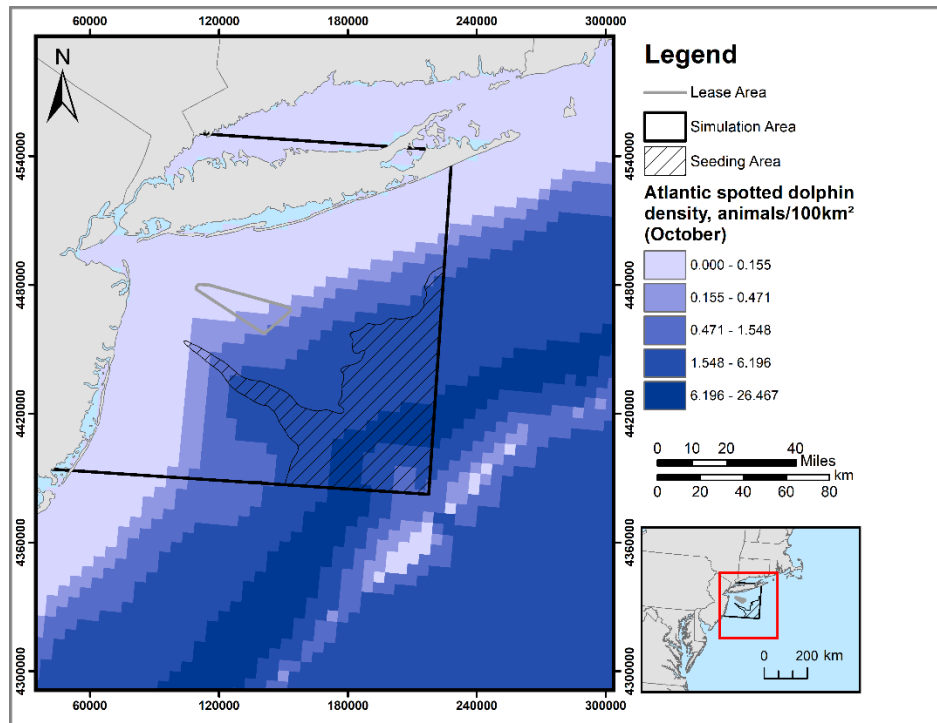 60000 120000 180000 240000 300000
N
4540000 4540000
4480000 4480000
4420000 4420000
4360000 4360000
4300000 4300000
60000 120000 180000 240000 300000
Legend
Lease Area
Simulation Area
Seeding Area
Atlantic spotted dolphin
density, animals/100km²
(October)
0.000 - 0.155
0.155 - 0.471
0.471 - 1.548
1.548 - 6.196
6.196 - 26.467
0 10 20 40
Miles
km
0 20 40 60 80
0 200 km